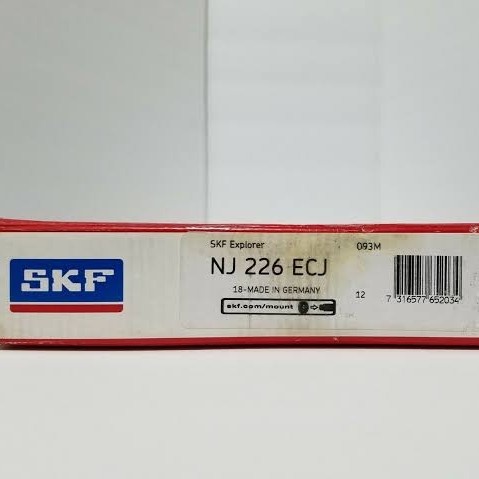 SKF
SKF Explorer 093M
NJ 226 ECJ
18-MADE IN GERMANY 12
skf.com/mount
7 316577 652034